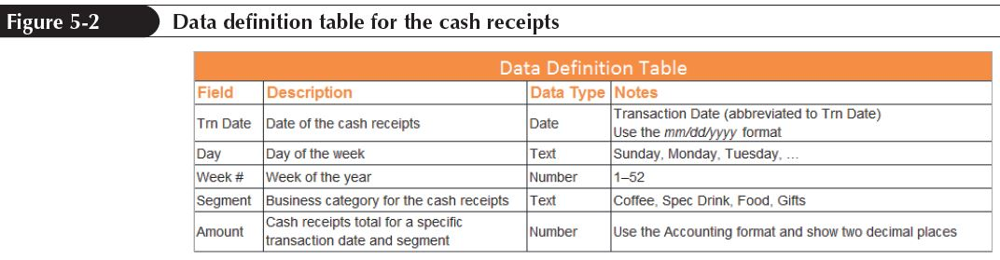 Figure 5-2 Data definition table for the cash receipts
Data Definition Table
Field Description Data Type Notes
Trn Date Date of the cash receipts Date Transaction Date (abbreviated to Trn Date)
Use the mm/dd/yyyy format
Day Day of the week Text Sunday, Monday, Tuesday, …
Week # Week of the year Number 1–52
Segment Business category for the cash receipts Text Coffee, Spec Drink, Food, Gifts
Amount Cash receipts total for a specific
transaction date and segment Number Use the Accounting format and show two decimal places